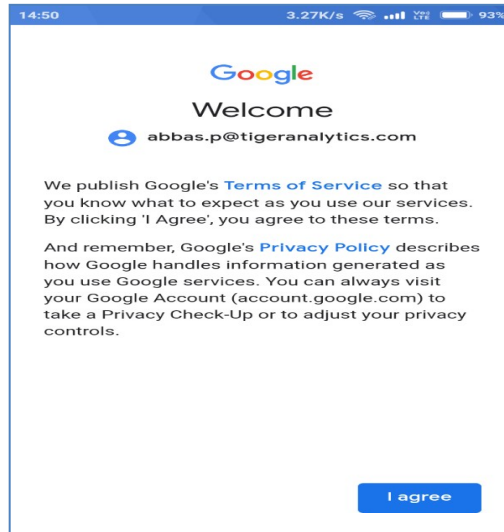 14:50 3.27K/s VoD LTE 93%
Google
Welcome
abbas.p@tigeranalytics.com
We publish Google's Terms of Service so that
you know what to expect as you use our services.
By clicking 'I Agree', you agree to these terms.
And remember, Google's Privacy Policy describes
how Google handles information generated as
you use Google services. You can always visit
your Google Account (account.google.com) to
take a Privacy Check-Up or to adjust your privacy
controls.
I agree